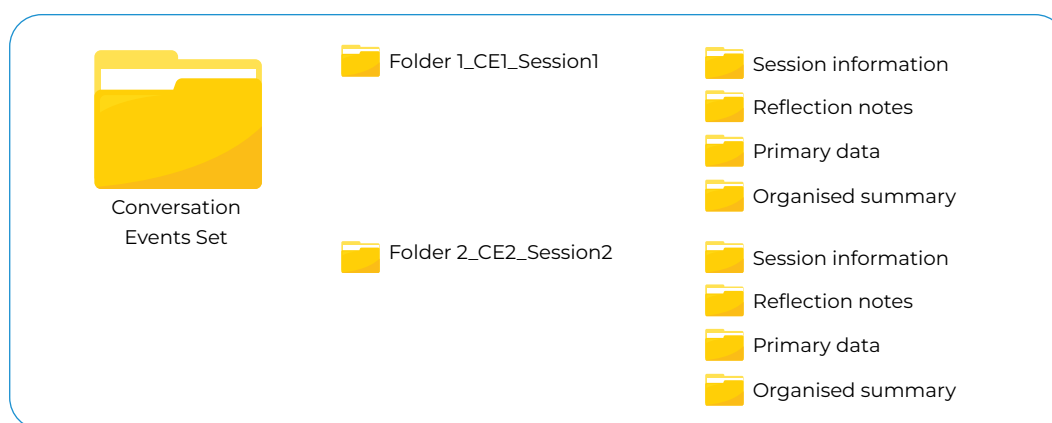 Conversation
Events Set
Folder 1_CE1_Session1
Session information
Reflection notes
Primary data
Organised summary
Folder 2_CE2_Session2
Session information
Reflection notes
Primary data
Organised summary